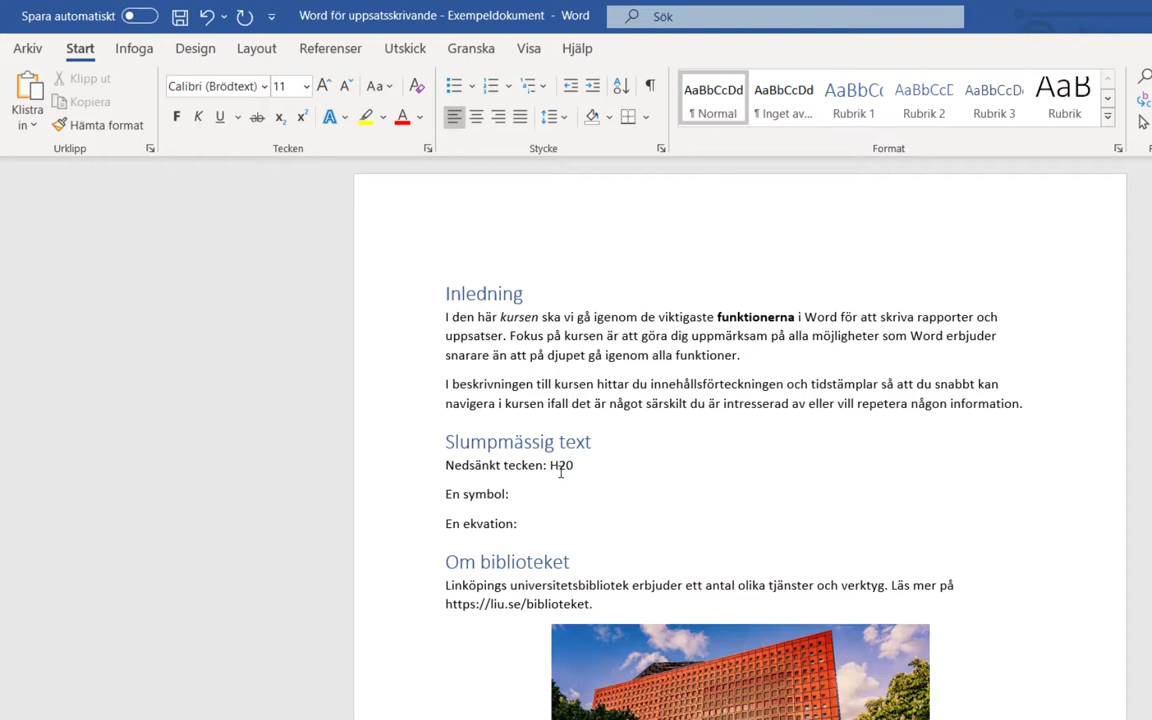 Spara automatiskt Word för uppsatsskrivande - Exempeldokument - Word Sök
Arkiv Start Infoga Design Layout Referenser Utskick Granska Visa Hjälp
Klistra in Klipp ut
Kopiera
Hämta format
Calibri (Brödtext) 11 Aa
F K U ab x₂ x² A A
AaBbCcDd AaBbCcDd AaBbCc AaBbCcD AaBbCcDd AaB
¶ Normal ¶ Inget av... Rubrik 1 Rubrik 2 Rubrik 3 Rubrik
Urklipp Tecken Stycke Format
Inledning
I den här kursen ska vi gå igenom de viktigaste funktionerna i Word för att skriva rapporter och
uppsatser. Fokus på kursen är att göra dig uppmärksam på alla möjligheter som Word erbjuder
snarare än att på djupet gå igenom alla funktioner.
I beskrivningen till kursen hittar du innehållsförteckningen och tidstämplar så att du snabbt kan
navigera i kursen ifall det är något särskilt du är intresserad av eller vill repetera någon information.
Slumpmässig text
Nedsänkt tecken: H20
En symbol:
En ekvation:
Om biblioteket
Linköpings universitetsbibliotek erbjuder ett antal olika tjänster och verktyg. Läs mer på
https://liu.se/biblioteket.